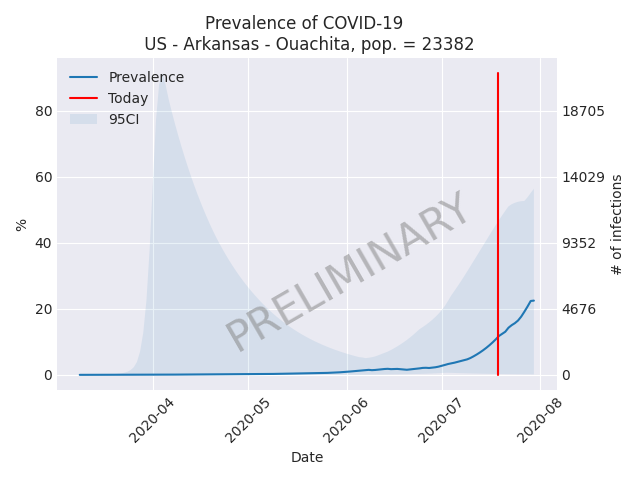 Prevalence of COVID-19
US - Arkansas - Ouachita, pop. = 23382
Prevalence
Today
95CI
PRELIMINARY
%
80
60
40
20
0
18705
14029
9352
4676
0
# of infections
2020-04
2020-05
2020-06
2020-07
2020-08
Date